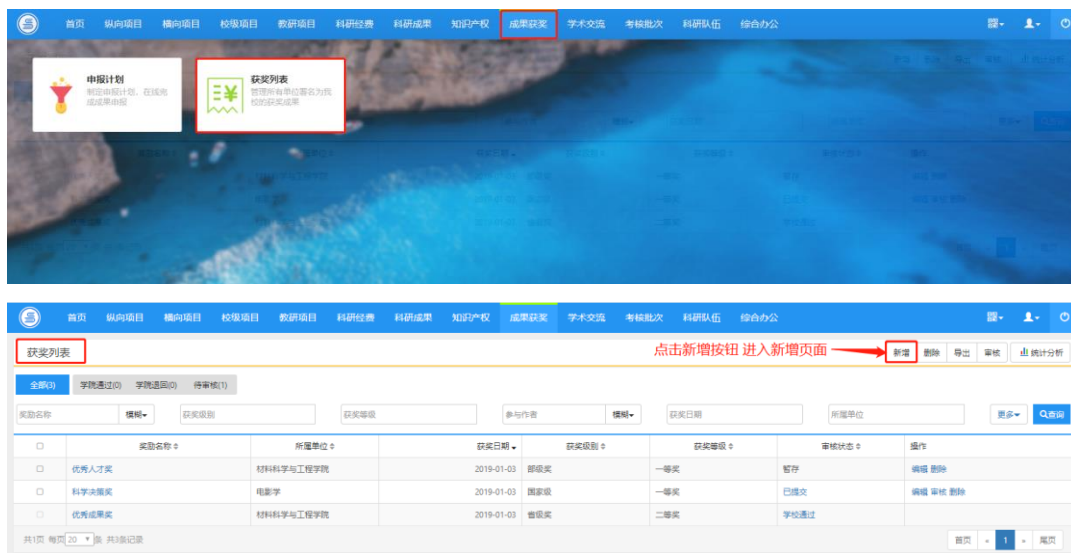 首页 纵向项目 横向项目 校级项目 教研项目 科研经费 科研成果 知识产权 成果获奖 学术交流 考核批次 科研队伍 综合办公
申报计划
制定申报计划、在线完
成成果申报
获奖列表
管理所有单位署名为我
校的获奖成果
首页 纵向项目 横向项目 校级项目 教研项目 科研经费 科研成果 知识产权 成果获奖 学术交流 考核批次 科研队伍 综合办公
获奖列表 点击新增按钮 进入新增页面 新增 删除 导出 审核 统计分析
全部(3) 学院通过(0) 学院退回(0) 待审核(1)
奖励名称 模糊 获奖级别 获奖等级 参与作者 模糊 获奖日期 所属单位 更多 查询
奖励名称 所属单位 获奖日期 获奖级别 获奖等级 审核状态 操作
优秀人才奖 材料科学与工程学院 2019-01-03 部级奖 一等奖 暂存 编辑 删除
科学决策奖 电影学 2019-01-03 国家级 一等奖 已提交 编辑 审核 删除
优秀成果奖 材料科学与工程学院 2019-01-03 省级奖 二等奖 学校通过
共1页 每页 20 条 共3条记录 首页 « 1 » 尾页